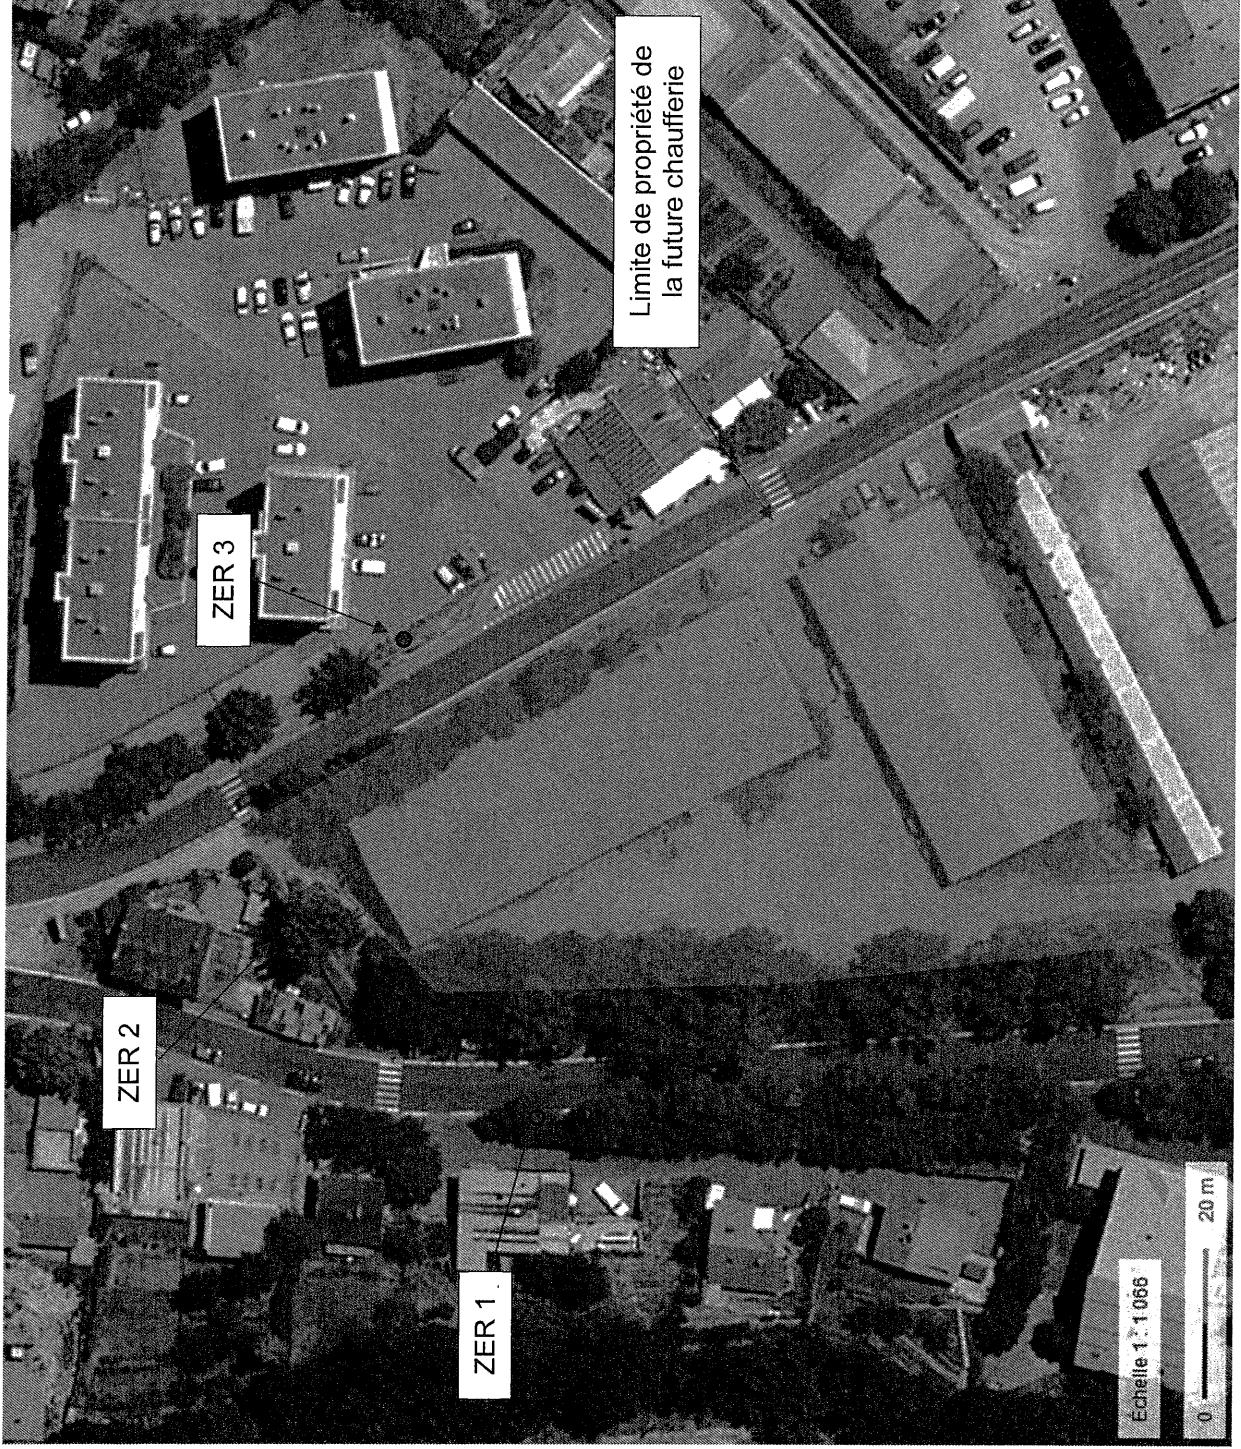 Limite de propriété de
la future chaufferie
ZER 3
ZER 2
ZER 1
Échelle 1 : 1 066
0 20 m